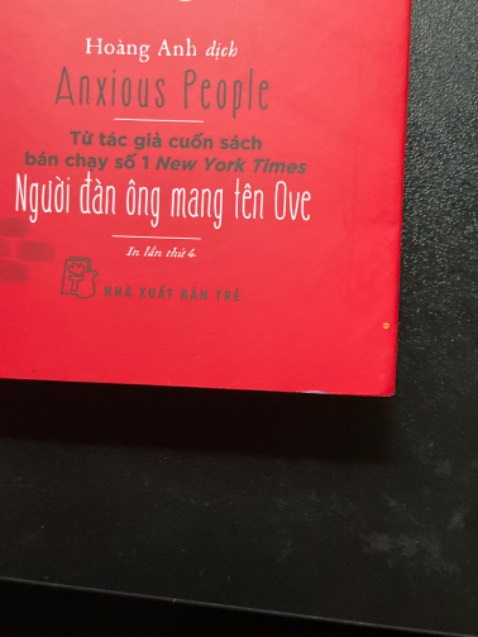 Hoàng Anh dịch
Anxious People
Từ tác giả cuốn sách
bán chạy số 1 New York Times
Người đàn ông mang tên Ove
In lần thứ 4
NHÀ XUẤT BẢN TRẺ